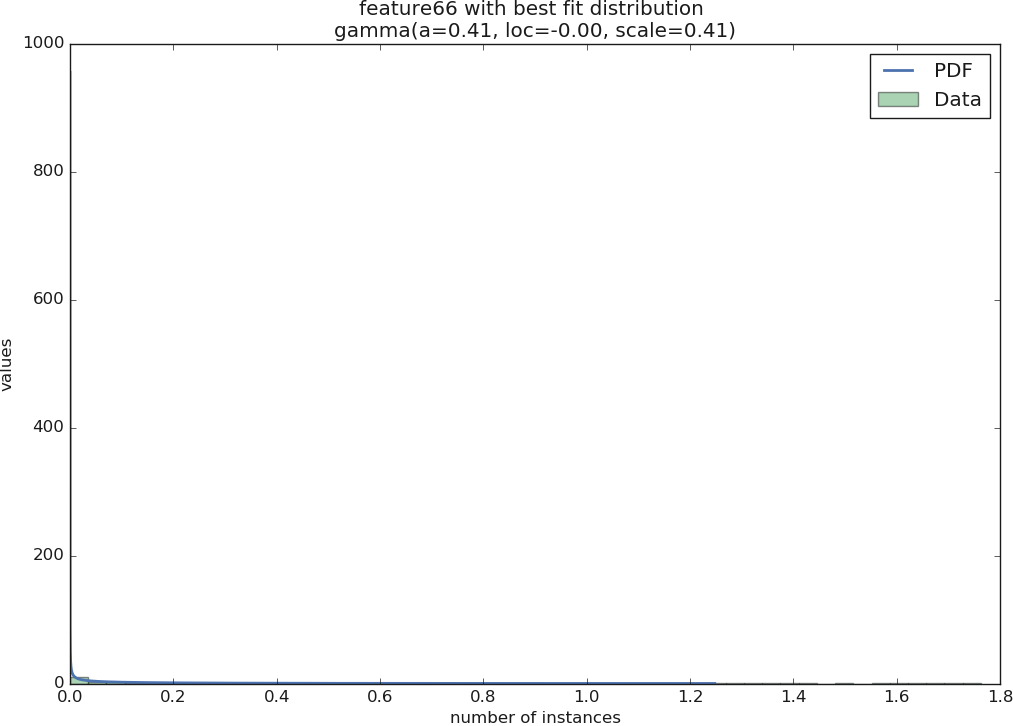 feature66 with best fit distribution
gamma(a=0.41, loc=-0.00, scale=0.41)
1000
800
600
400
200
0
values
PDF
Data
0.0 0.2 0.4 0.6 0.8 1.0 1.2 1.4 1.6 1.8
number of instances